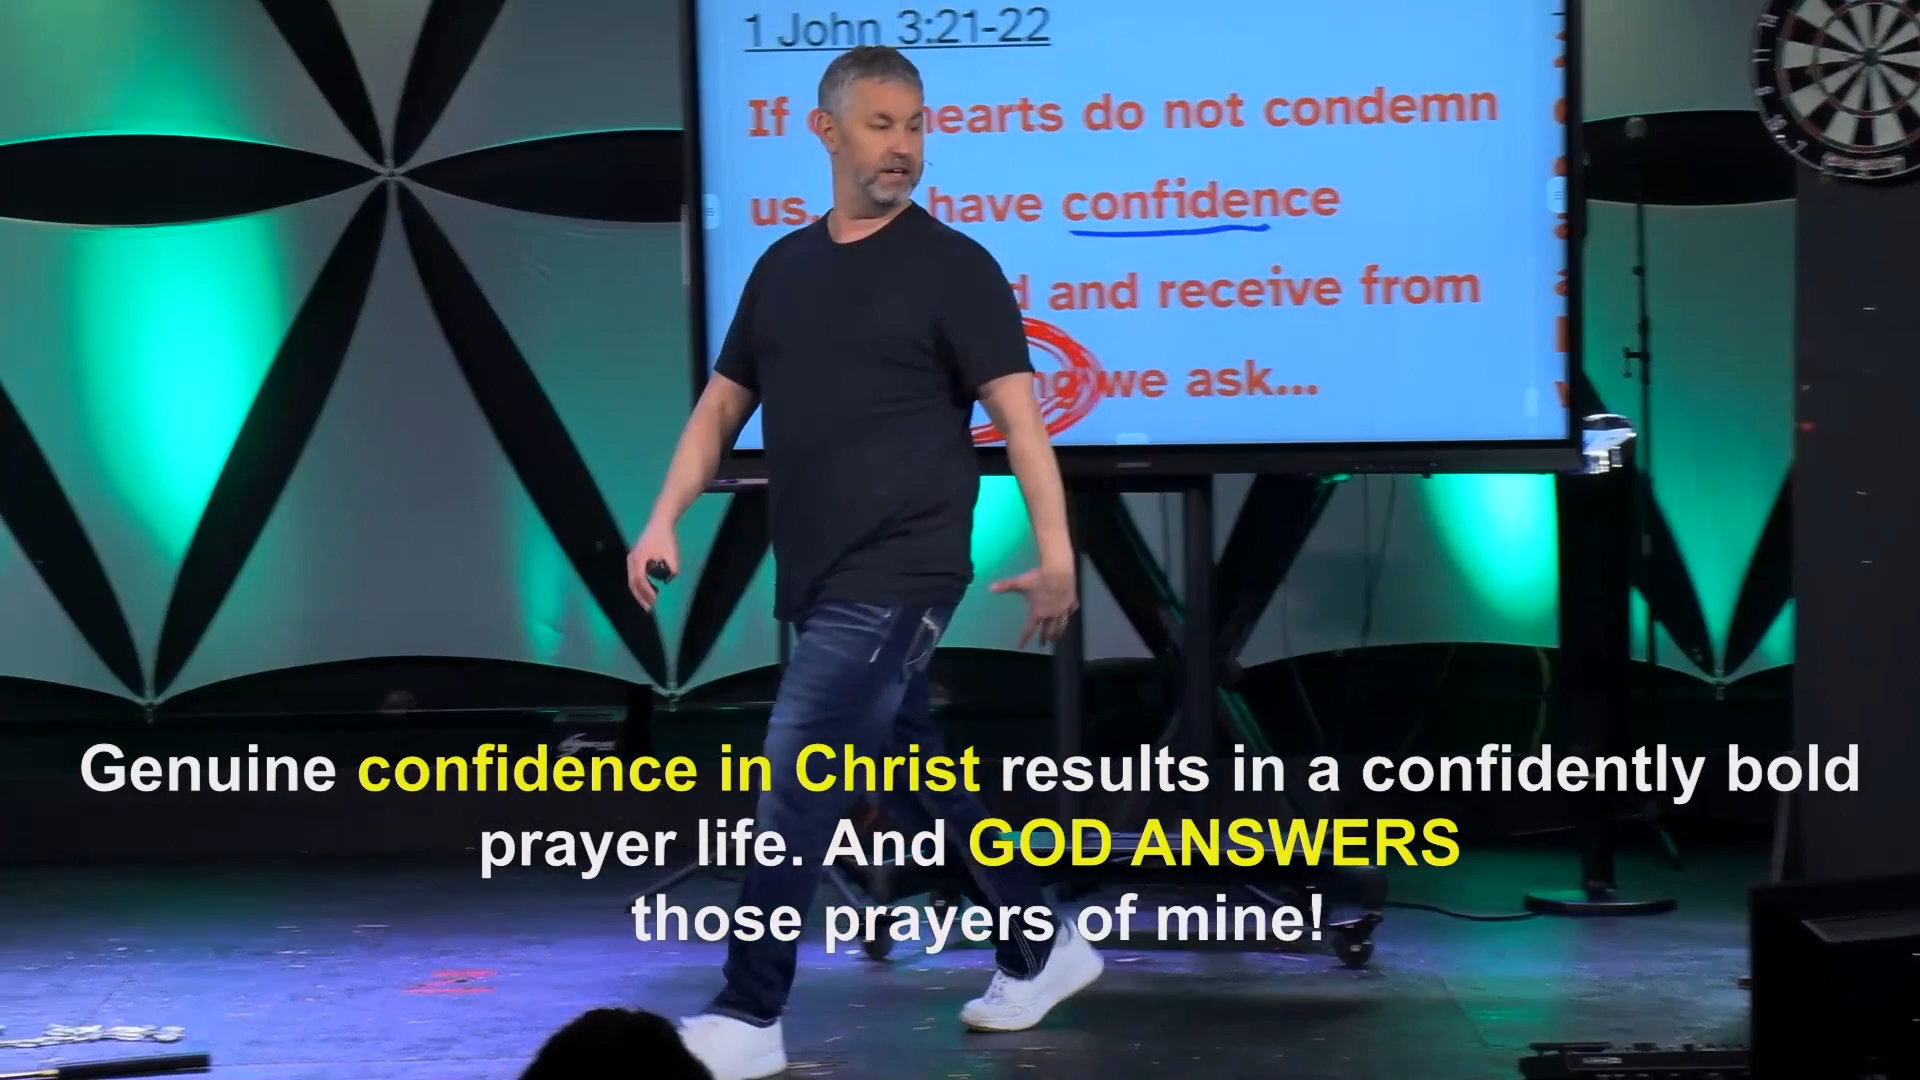 1 John 3:21-22
If hearts do not condemn
us. have confidence
and receive from
we ask...
Genuine confidence in Christ results in a confidently bold
prayer life. And GOD ANSWERS
those prayers of mine!